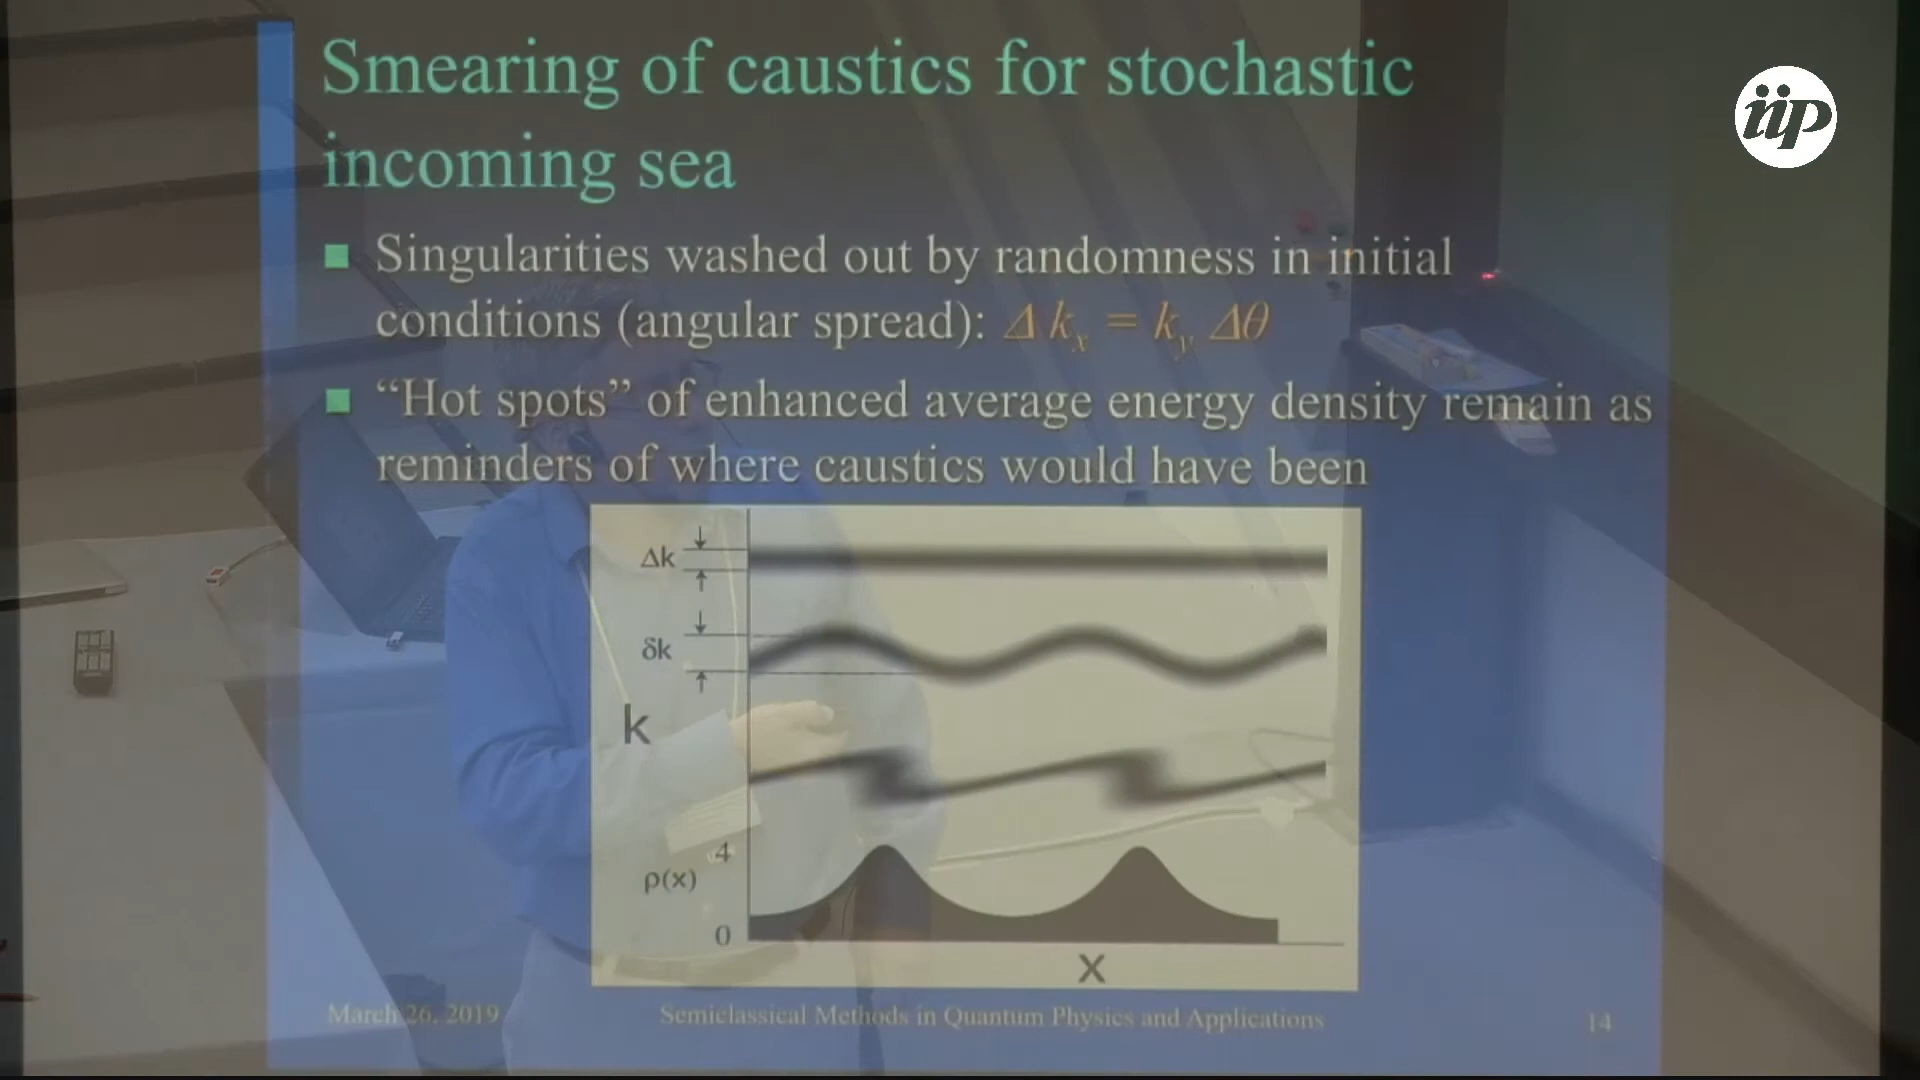 iip
Smearing of caustics for stochastic
incoming sea
Singularities washed out by randomness in initial
conditions (angular spread): Δ kₓ = k_y Δθ
“Hot spots” of enhanced average energy density remain as
reminders of where caustics would have been
Δk
δk
k
4
ρ(x)
0
x
March 26, 2019
Semiclassical Methods in Quantum Physics and Applications
14